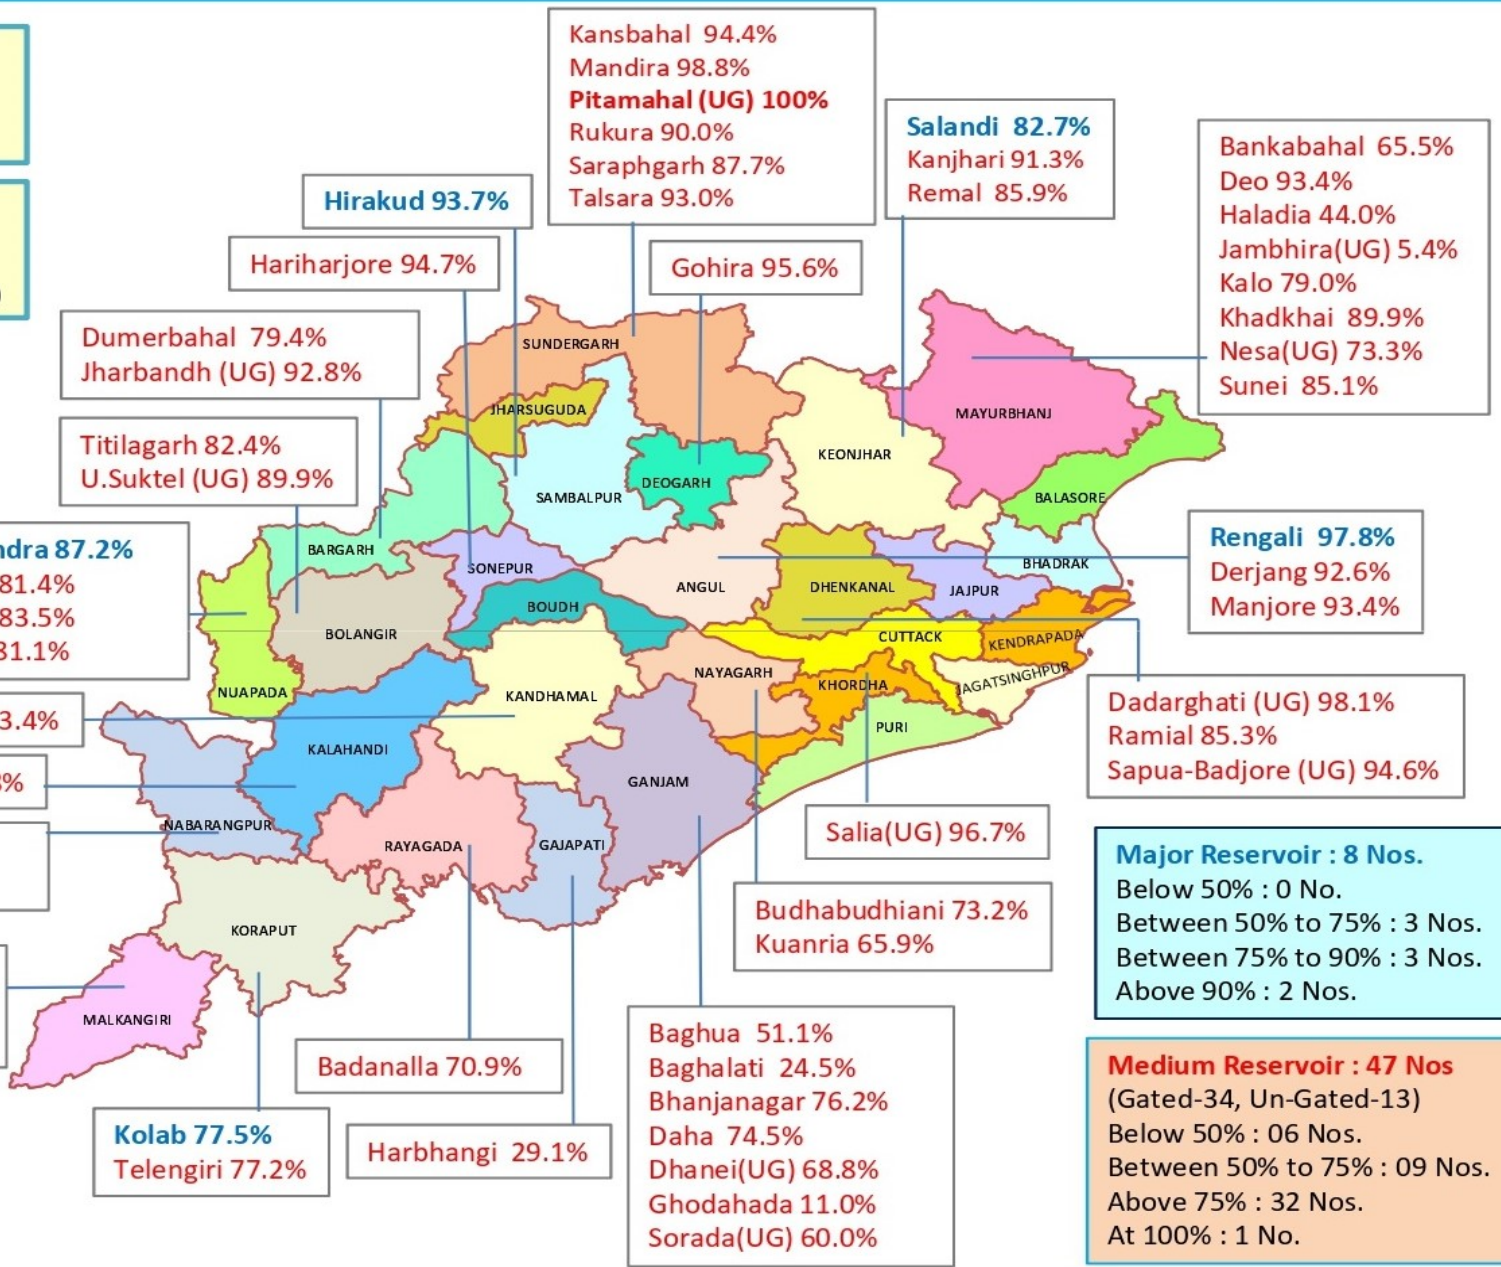 Kansbahal 94.4%
Mandira 98.8%
Pitamahal (UG) 100%
Rukura 90.0%
Saraphgarh 87.7%
Talsara 93.0%
Salandi 82.7%
Kanjhari 91.3%
Remal 85.9%
Bankabahal 65.5%
Deo 93.4%
Haladia 44.0%
Jambhira(UG) 5.4%
Kalo 79.0%
Khadkhai 89.9%
Nesa(UG) 73.3%
Sunei 85.1%
Hirakud 93.7%
Hariharjore 94.7%
Gohira 95.6%
)
Dumerbahal 79.4%
Jharbandh (UG) 92.8%
Titilagarh 82.4%
U.Suktel (UG) 89.9%
ndra 87.2%
81.4%
83.5%
81.1%
3.4%
%
SUNDERGARH
JHARSUGUDA
SAMBALPUR
DEOGARH
KEONJHAR
MAYURBHANJ
BALASORE
BHADRAK
BARGARH
SONEPUR
BOUDH
BOLANGIR
ANGUL
DHENKANAL
JAJPUR
CUTTACK
KENDRAPADA
JAGATSINGHPUR
NUAPADA
KANDHAMAL
NAYAGARH
KHORDHA
PURI
KALAHANDI
GANJAM
NABARANGPUR
RAYAGADA
GAJAPATI
KORAPUT
MALKANGIRI
Rengali 97.8%
Derjang 92.6%
Manjore 93.4%
Dadarghati (UG) 98.1%
Ramial 85.3%
Sapua-Badjore (UG) 94.6%
Salia(UG) 96.7%
Budhabudhiani 73.2%
Kuanria 65.9%
Badanalla 70.9%
Kolab 77.5%
Telengiri 77.2%
Harbhangi 29.1%
Baghua 51.1%
Baghalati 24.5%
Bhanjanagar 76.2%
Daha 74.5%
Dhanei(UG) 68.8%
Ghodahada 11.0%
Sorada(UG) 60.0%
Major Reservoir : 8 Nos.
Below 50% : 0 No.
Between 50% to 75% : 3 Nos.
Between 75% to 90% : 3 Nos.
Above 90% : 2 Nos.
Medium Reservoir : 47 Nos
(Gated-34, Un-Gated-13)
Below 50% : 06 Nos.
Between 50% to 75% : 09 Nos.
Above 75% : 32 Nos.
At 100% : 1 No.